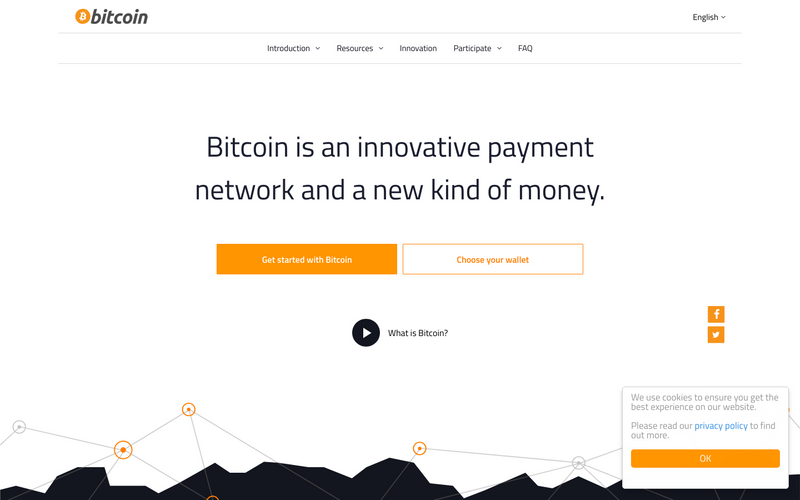 bitcoin
English
Introduction Resources Innovation Participate FAQ
Bitcoin is an innovative payment
network and a new kind of money.
Get started with Bitcoin Choose your wallet
What is Bitcoin?
We use cookies to ensure you get the
best experience on our website.
Please read our privacy policy to find
out more.
OK